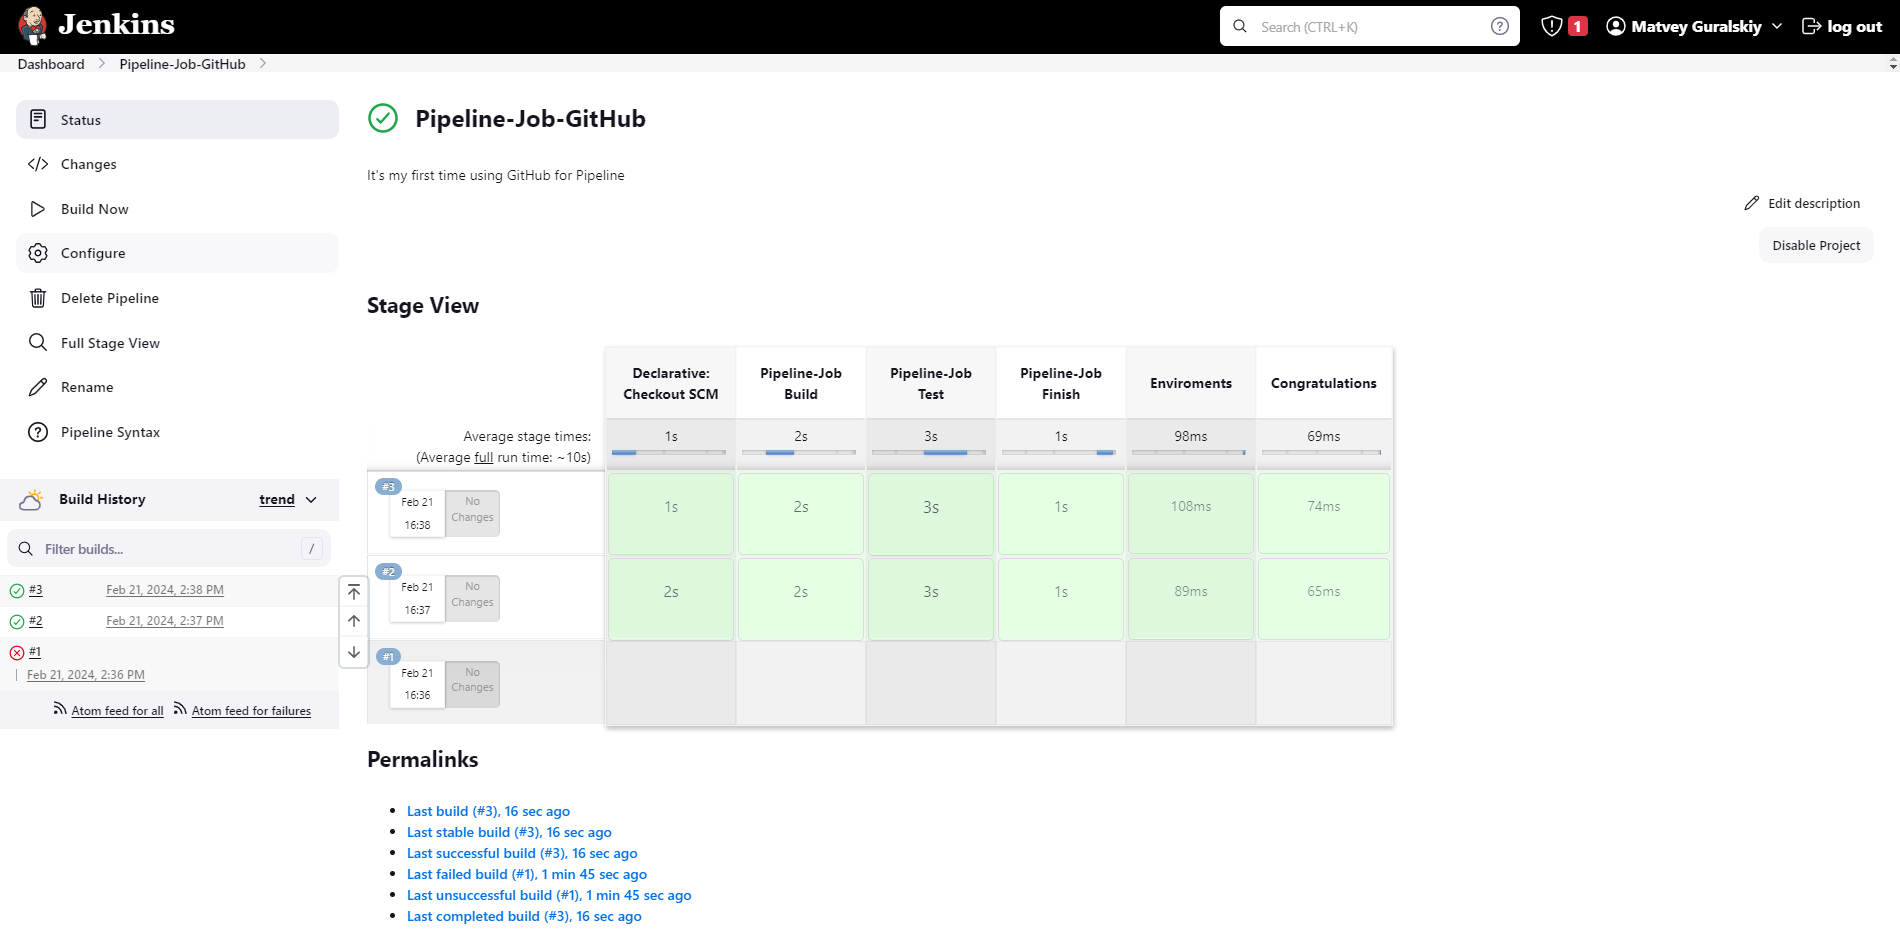 Jenkins
Search (CTRL+K)
?
1
Matvey Guralskiy
log out
Dashboard
Pipeline-Job-GitHub
Status
Changes
Build Now
Configure
Delete Pipeline
Full Stage View
Rename
Pipeline Syntax
Build History
trend
Filter builds...
/
#3 Feb 21, 2024, 2:38 PM
#2 Feb 21, 2024, 2:37 PM
#1
Feb 21, 2024, 2:36 PM
Atom feed for all Atom feed for failures
Pipeline-Job-GitHub
It's my first time using GitHub for Pipeline
Edit description
Disable Project
Stage View
Declarative: Pipeline-Job Pipeline-Job Pipeline-Job Enviroments Congratulations
Checkout SCM Build Test Finish
Average stage times: 1s 2s 3s 1s 98ms 69ms
(Average full run time: ~10s)
#3
Feb 21 No
16:38 Changes
1s 2s 3s 1s 108ms 74ms
#2
Feb 21 No
16:37 Changes
2s 2s 3s 1s 89ms 65ms
#1
Feb 21 No
16:36 Changes
Permalinks
Last build (#3), 16 sec ago
Last stable build (#3), 16 sec ago
Last successful build (#3), 16 sec ago
Last failed build (#1), 1 min 45 sec ago
Last unsuccessful build (#1), 1 min 45 sec ago
Last completed build (#3), 16 sec ago